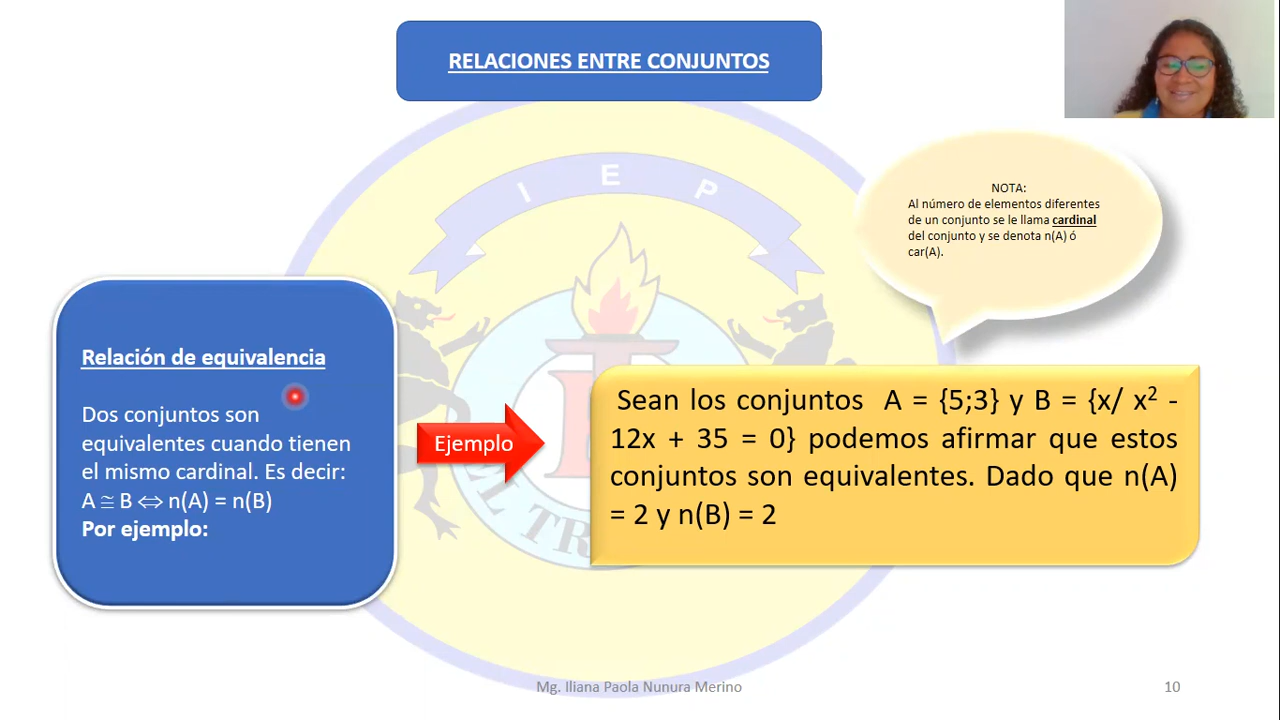 RELACIONES ENTRE CONJUNTOS
I E P
NOTA:
Al número de elementos diferentes
de un conjunto se le llama cardinal
del conjunto y se denota n(A) ó
car(A).
Relación de equivalencia
Dos conjuntos son
equivalentes cuando tienen
el mismo cardinal. Es decir:
A ≅ B ⇔ n(A) = n(B)
Por ejemplo:
Ejemplo
Sean los conjuntos A = {5;3} y B = {x/ x² -
12x + 35 = 0} podemos afirmar que estos
conjuntos son equivalentes. Dado que n(A)
= 2 y n(B) = 2
Mg. Iliana Paola Nunura Merino
10